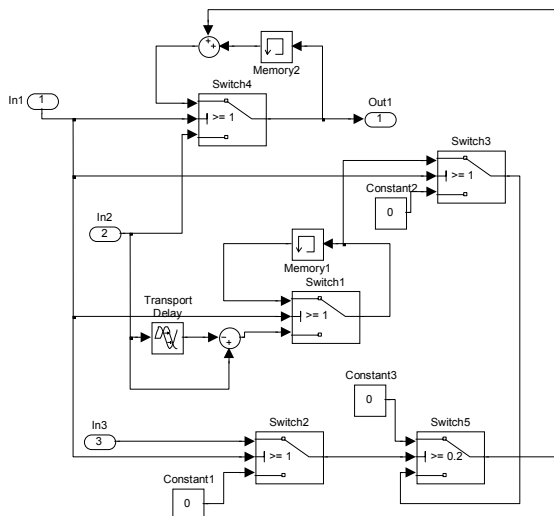 Memory2
In1
1
Switch4
>= 1
Out1
1
Switch3
>= 1
Constant2
0
In2
2
Memory1
Switch1
>= 1
Transport
Delay
Constant3
0
In3
3
Switch2
>= 1
Switch5
>= 0.2
Constant1
0